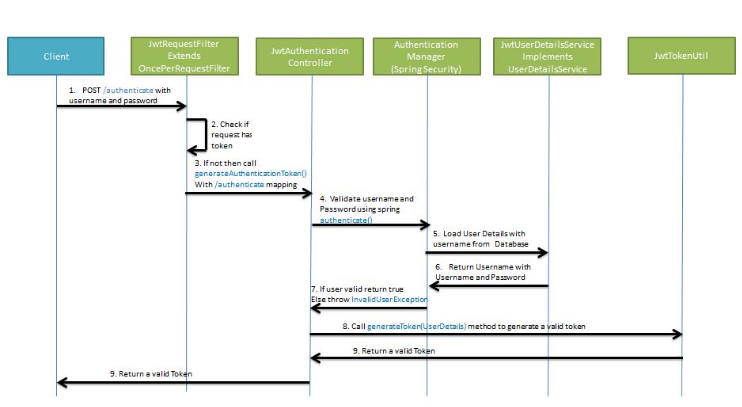 Client
JwtRequestFilter
Extends
OncePerRequestFilter
JwtAuthentication
Controller
Authentication
Manager
(Spring Security)
JwtUserDetailsService
Implements
UserDetailsService
JwtTokenUtil
1. POST /authenticate with
username and password
2. Check if
request has
token
3. If not then call
generateAuthenticationToken()
With /authenticate mapping
4. Validate username and
Password using spring
authenticate()
5. Load User Details with
username from Database
6. Return Username with
Username and Password
7. If user valid return true
Else throw InvalidUserException
8. Call generateToken(UserDetails) method to generate a valid token
9. Return a valid Token
9. Return a valid Token